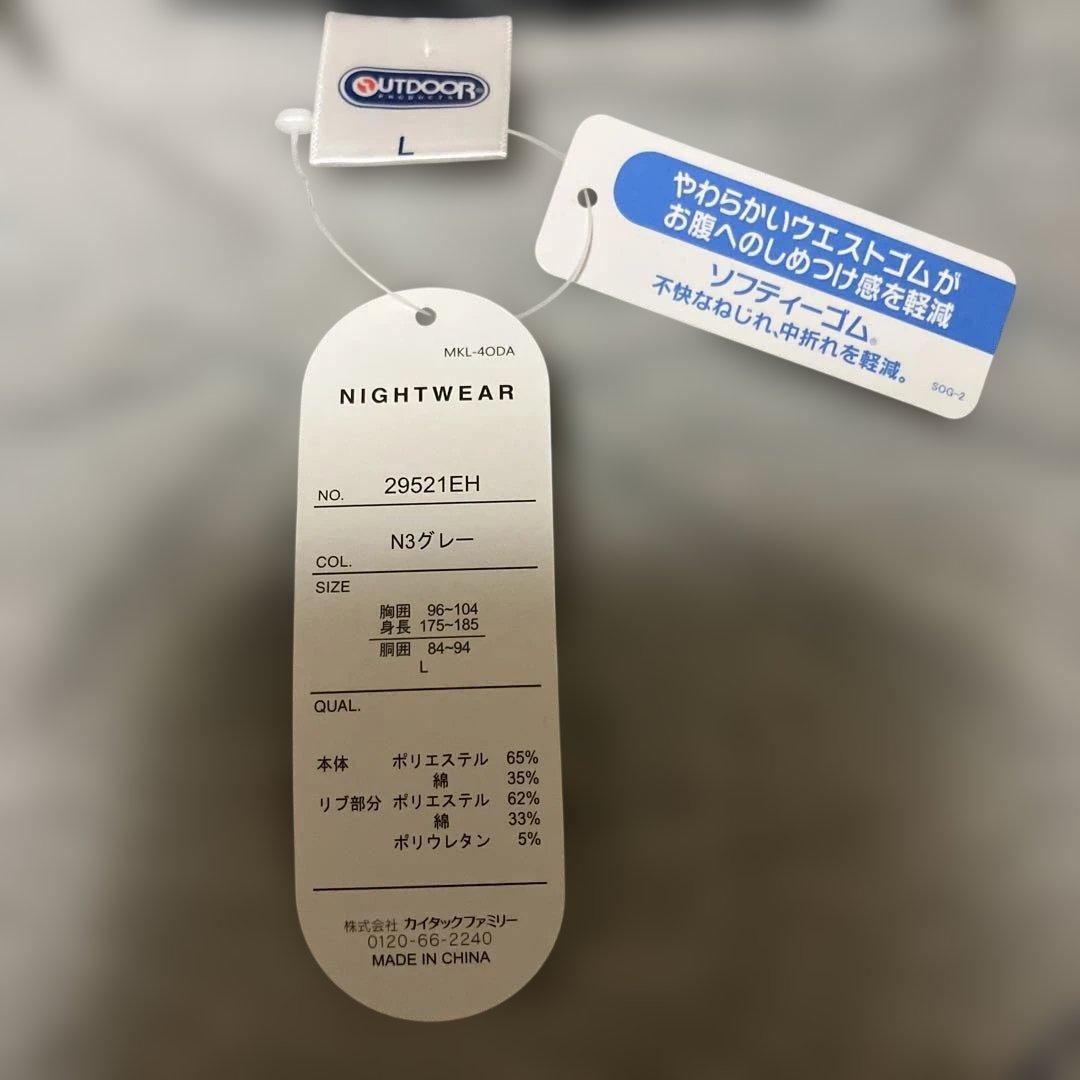 OUTDOOR®
PRODUCTS
L
やわらかいウエストゴムが
お腹へのしめつけ感を軽減
ソフティーゴム®
不快なねじれ、中折れを軽減。
SOG-2
MKL-4ODA
NIGHTWEAR
NO. 29521EH
COL. N3グレー
SIZE
胸囲 96~104
身長 175~185
胴囲 84~94
L
QUAL.
本体 ポリエステル 65%
綿 35%
リブ部分 ポリエステル 62%
綿 33%
ポリウレタン 5%
株式会社 カイタックファミリー
0120-66-2240
MADE IN CHINA